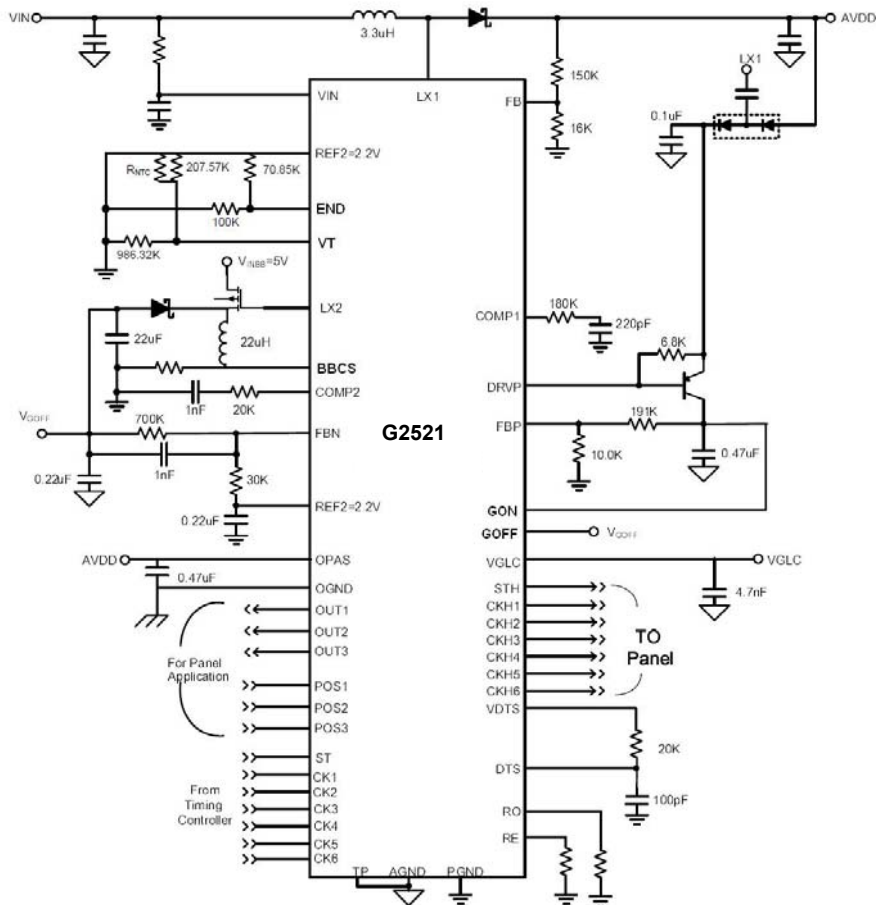 VIN
3.3uH
AVDD
LX1
150K
VIN
LX1
FB
0.1uF
16K
REF2=2.2V
RNTC
207.57K
70.85K
END
100K
VT
986.32K
VINBB=5V
LX2
COMP1
180K
220pF
22uF
22uH
6.8K
BBCS
DRVP
COMP2
1nF
20K
191K
VGOFF
700K
FBN
G2521
FBP
10.0K
0.47uF
1nF
0.22uF
30K
REF2=2.2V
GON
0.22uF
GOFF
VGOFF
AVDD
OPAS
VGLC
VGLC
0.47uF
OGND
STH
4.7nF
OUT1
CKH1
OUT2
CKH2
OUT3
CKH3
TO
Panel
For Panel
Application
CKH4
CKH5
POS1
CKH6
POS2
VDTS
POS3
20K
ST
DTS
CK1
From
Timing
Controller
CK2
100pF
CK3
RO
CK4
RE
CK5
CK6
TP
AGND
PGND